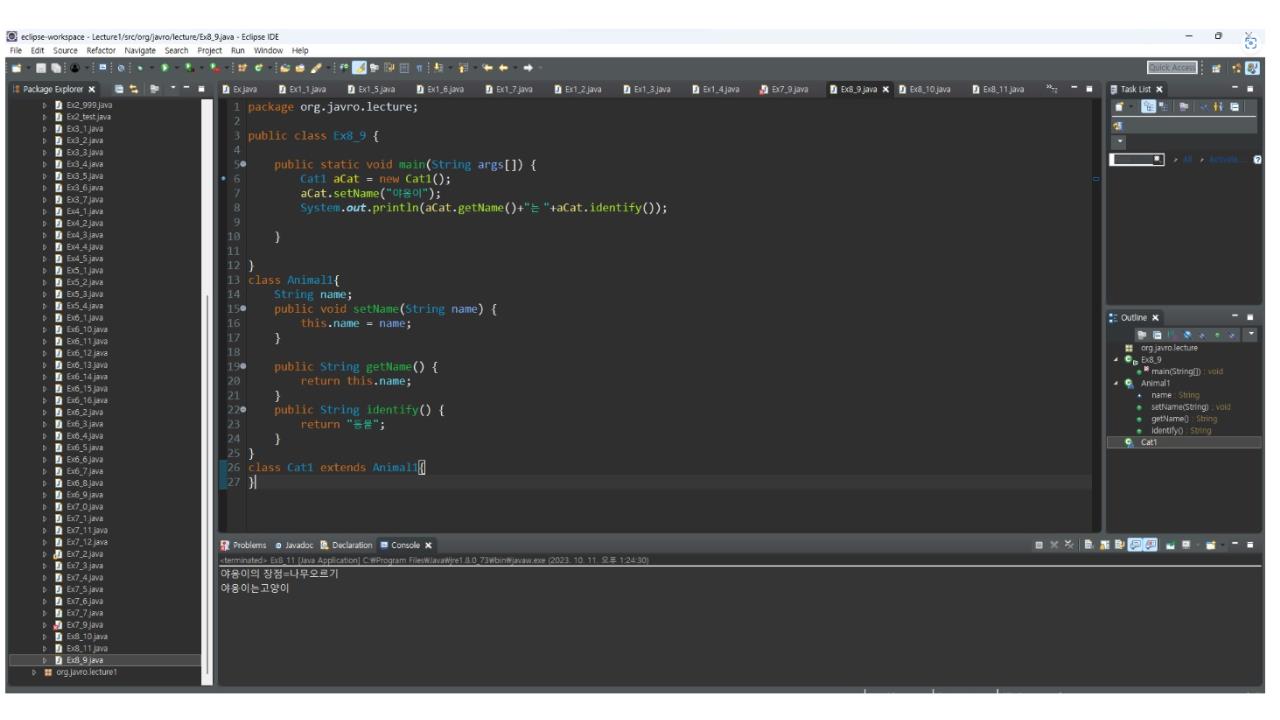 eclipse-workspace - Lecture1/src/org/javro/lecture/Ex8_9.java - Eclipse IDE
File Edit Source Refactor Navigate Search Project Run Window Help
Quick Access
Package Explorer
Ex2_999.java
Ex2_test.java
Ex3_1.java
Ex3_2.java
Ex3_3.java
Ex3_4.java
Ex3_5.java
Ex3_6.java
Ex3_7.java
Ex4_1.java
Ex4_2.java
Ex4_3.java
Ex4_4.java
Ex4_5.java
Ex5_1.java
Ex5_2.java
Ex5_3.java
Ex5_4.java
Ex6_1.java
Ex6_10.java
Ex6_11.java
Ex6_12.java
Ex6_13.java
Ex6_14.java
Ex6_15.java
Ex6_16.java
Ex6_2.java
Ex6_3.java
Ex6_4.java
Ex6_5.java
Ex6_6.java
Ex6_7.java
Ex6_8.java
Ex6_9.java
Ex7_0.java
Ex7_1.java
Ex7_11.java
Ex7_12.java
Ex7_2.java
Ex7_3.java
Ex7_4.java
Ex7_5.java
Ex7_6.java
Ex7_7.java
Ex7_9.java
Ex8_10.java
Ex8_11.java
Ex8_9.java
org.javro.lecture1
Ex.java Ex1_1.java Ex1_5.java Ex1_6.java Ex1_7.java Ex1_2.java Ex1_3.java Ex1_4.java Ex7_9.java Ex8_9.java Ex8_10.java Ex8_11.java
1 package org.javro.lecture;
2
3 public class Ex8_9 {
4
5 public static void main(String args[]) {
6 Cat1 aCat = new Cat1();
7 aCat.setName("야옹이");
8 System.out.println(aCat.getName()+"는 "+aCat.identify());
9
10 }
11
12 }
13 class Animal1{
14 String name;
15 public void setName(String name) {
16 this.name = name;
17 }
18
19 public String getName() {
20 return this.name;
21 }
22 public String identify() {
23 return "동물";
24 }
25 }
26 class Cat1 extends Animal1{
27 }
Problems Javadoc Declaration Console
<terminated> Ex8_11 [Java Application] C:₩Program Files₩Java₩jre1.8.0_73₩bin₩javaw.exe (2023. 10. 11. 오후 1:24:30)
야옹이의 장점=나무오르기
야옹이는고양이
Task List
All Activate...
Outline
org.javro.lecture
Ex8_9
main(String[]) : void
Animal1
name : String
setName(String) : void
getName() : String
identify() : String
Cat1